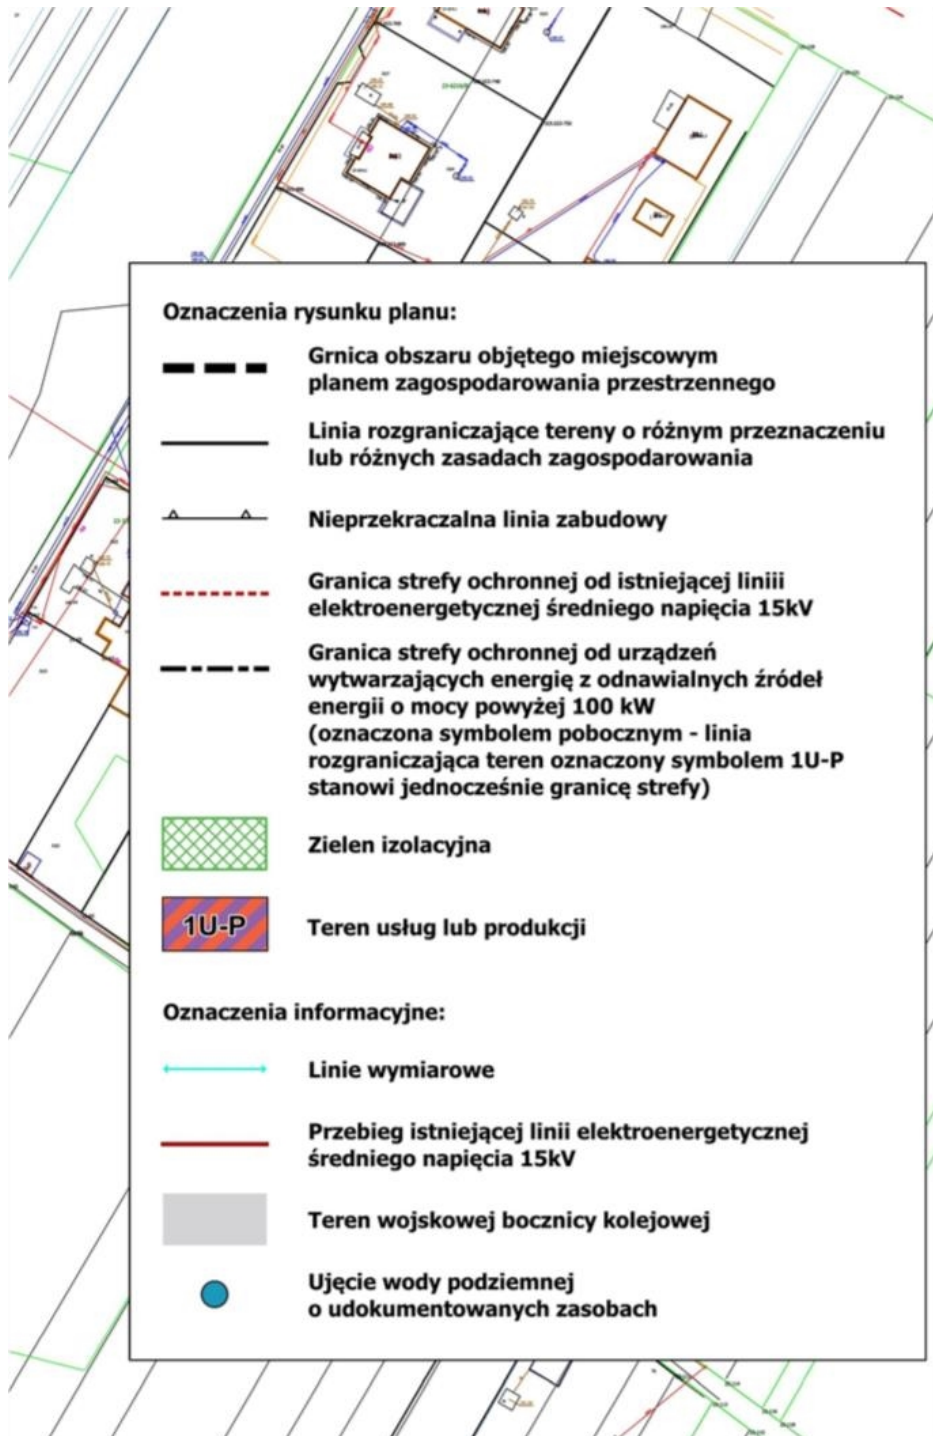 Oznaczenia rysunku planu:
Grnica obszaru objętego miejscowym
planem zagospodarowania przestrzennego
Linia rozgraniczające tereny o różnym przeznaczeniu
lub różnych zasadach zagospodarowania
Nieprzekraczalna linia zabudowy
Granica strefy ochronnej od istniejącej liniii
elektroenergetycznej średniego napięcia 15kV
Granica strefy ochronnej od urządzeń
wytwarzających energię z odnawialnych źródeł
energii o mocy powyżej 100 kW
(oznaczona symbolem pobocznym - linia
rozgraniczająca teren oznaczony symbolem 1U-P
stanowi jednocześnie granicę strefy)
Zielen izolacyjna
1U-P
Teren usług lub produkcji
Oznaczenia informacyjne:
Linie wymiarowe
Przebieg istniejącej linii elektroenergetycznej
średniego napięcia 15kV
Teren wojskowej bocznicy kolejowej
Ujęcie wody podziemnej
o udokumentowanych zasobach